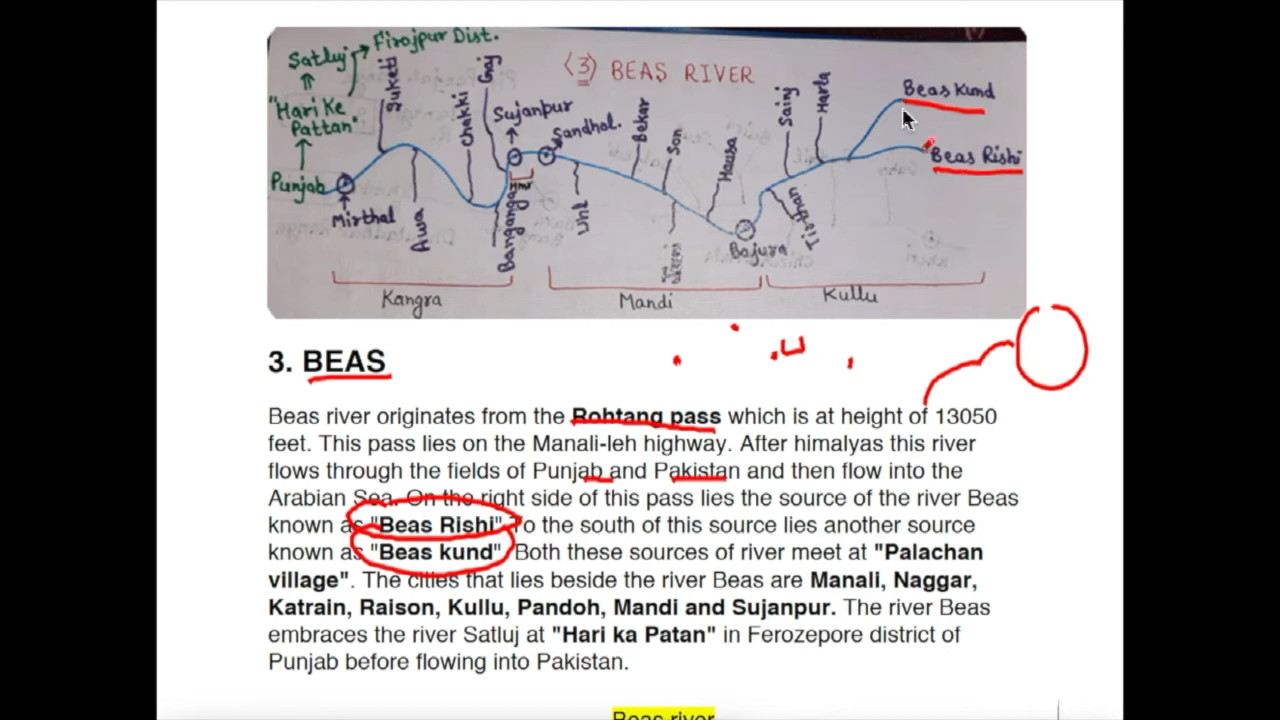 Satluj → Firojpur Dist.
"Hari Ke
Pattan"
Punjab
Mirthal
Suketi
Awa
Chakki
Gaj
Banganga
Sujanpur
Hmr
Sandhol.
Uhl
Bekar
Son
Hausa
Bajura
Tirthan
Sainj
Harla
Beas Kund
Beas Rishi
<3> BEAS RIVER
Kangra
Mandi
Kullu
3. BEAS
Beas river originates from the Rohtang pass which is at height of 13050
feet. This pass lies on the Manali-leh highway. After himalyas this river
flows through the fields of Punjab and Pakistan and then flow into the
Arabian Sea. On the right side of this pass lies the source of the river Beas
known as "Beas Rishi". To the south of this source lies another source
known as "Beas kund" Both these sources of river meet at "Palachan
village". The cities that lies beside the river Beas are Manali, Naggar,
Katrain, Raison, Kullu, Pandoh, Mandi and Sujanpur. The river Beas
embraces the river Satluj at "Hari ka Patan" in Ferozepore district of
Punjab before flowing into Pakistan.
Beas river